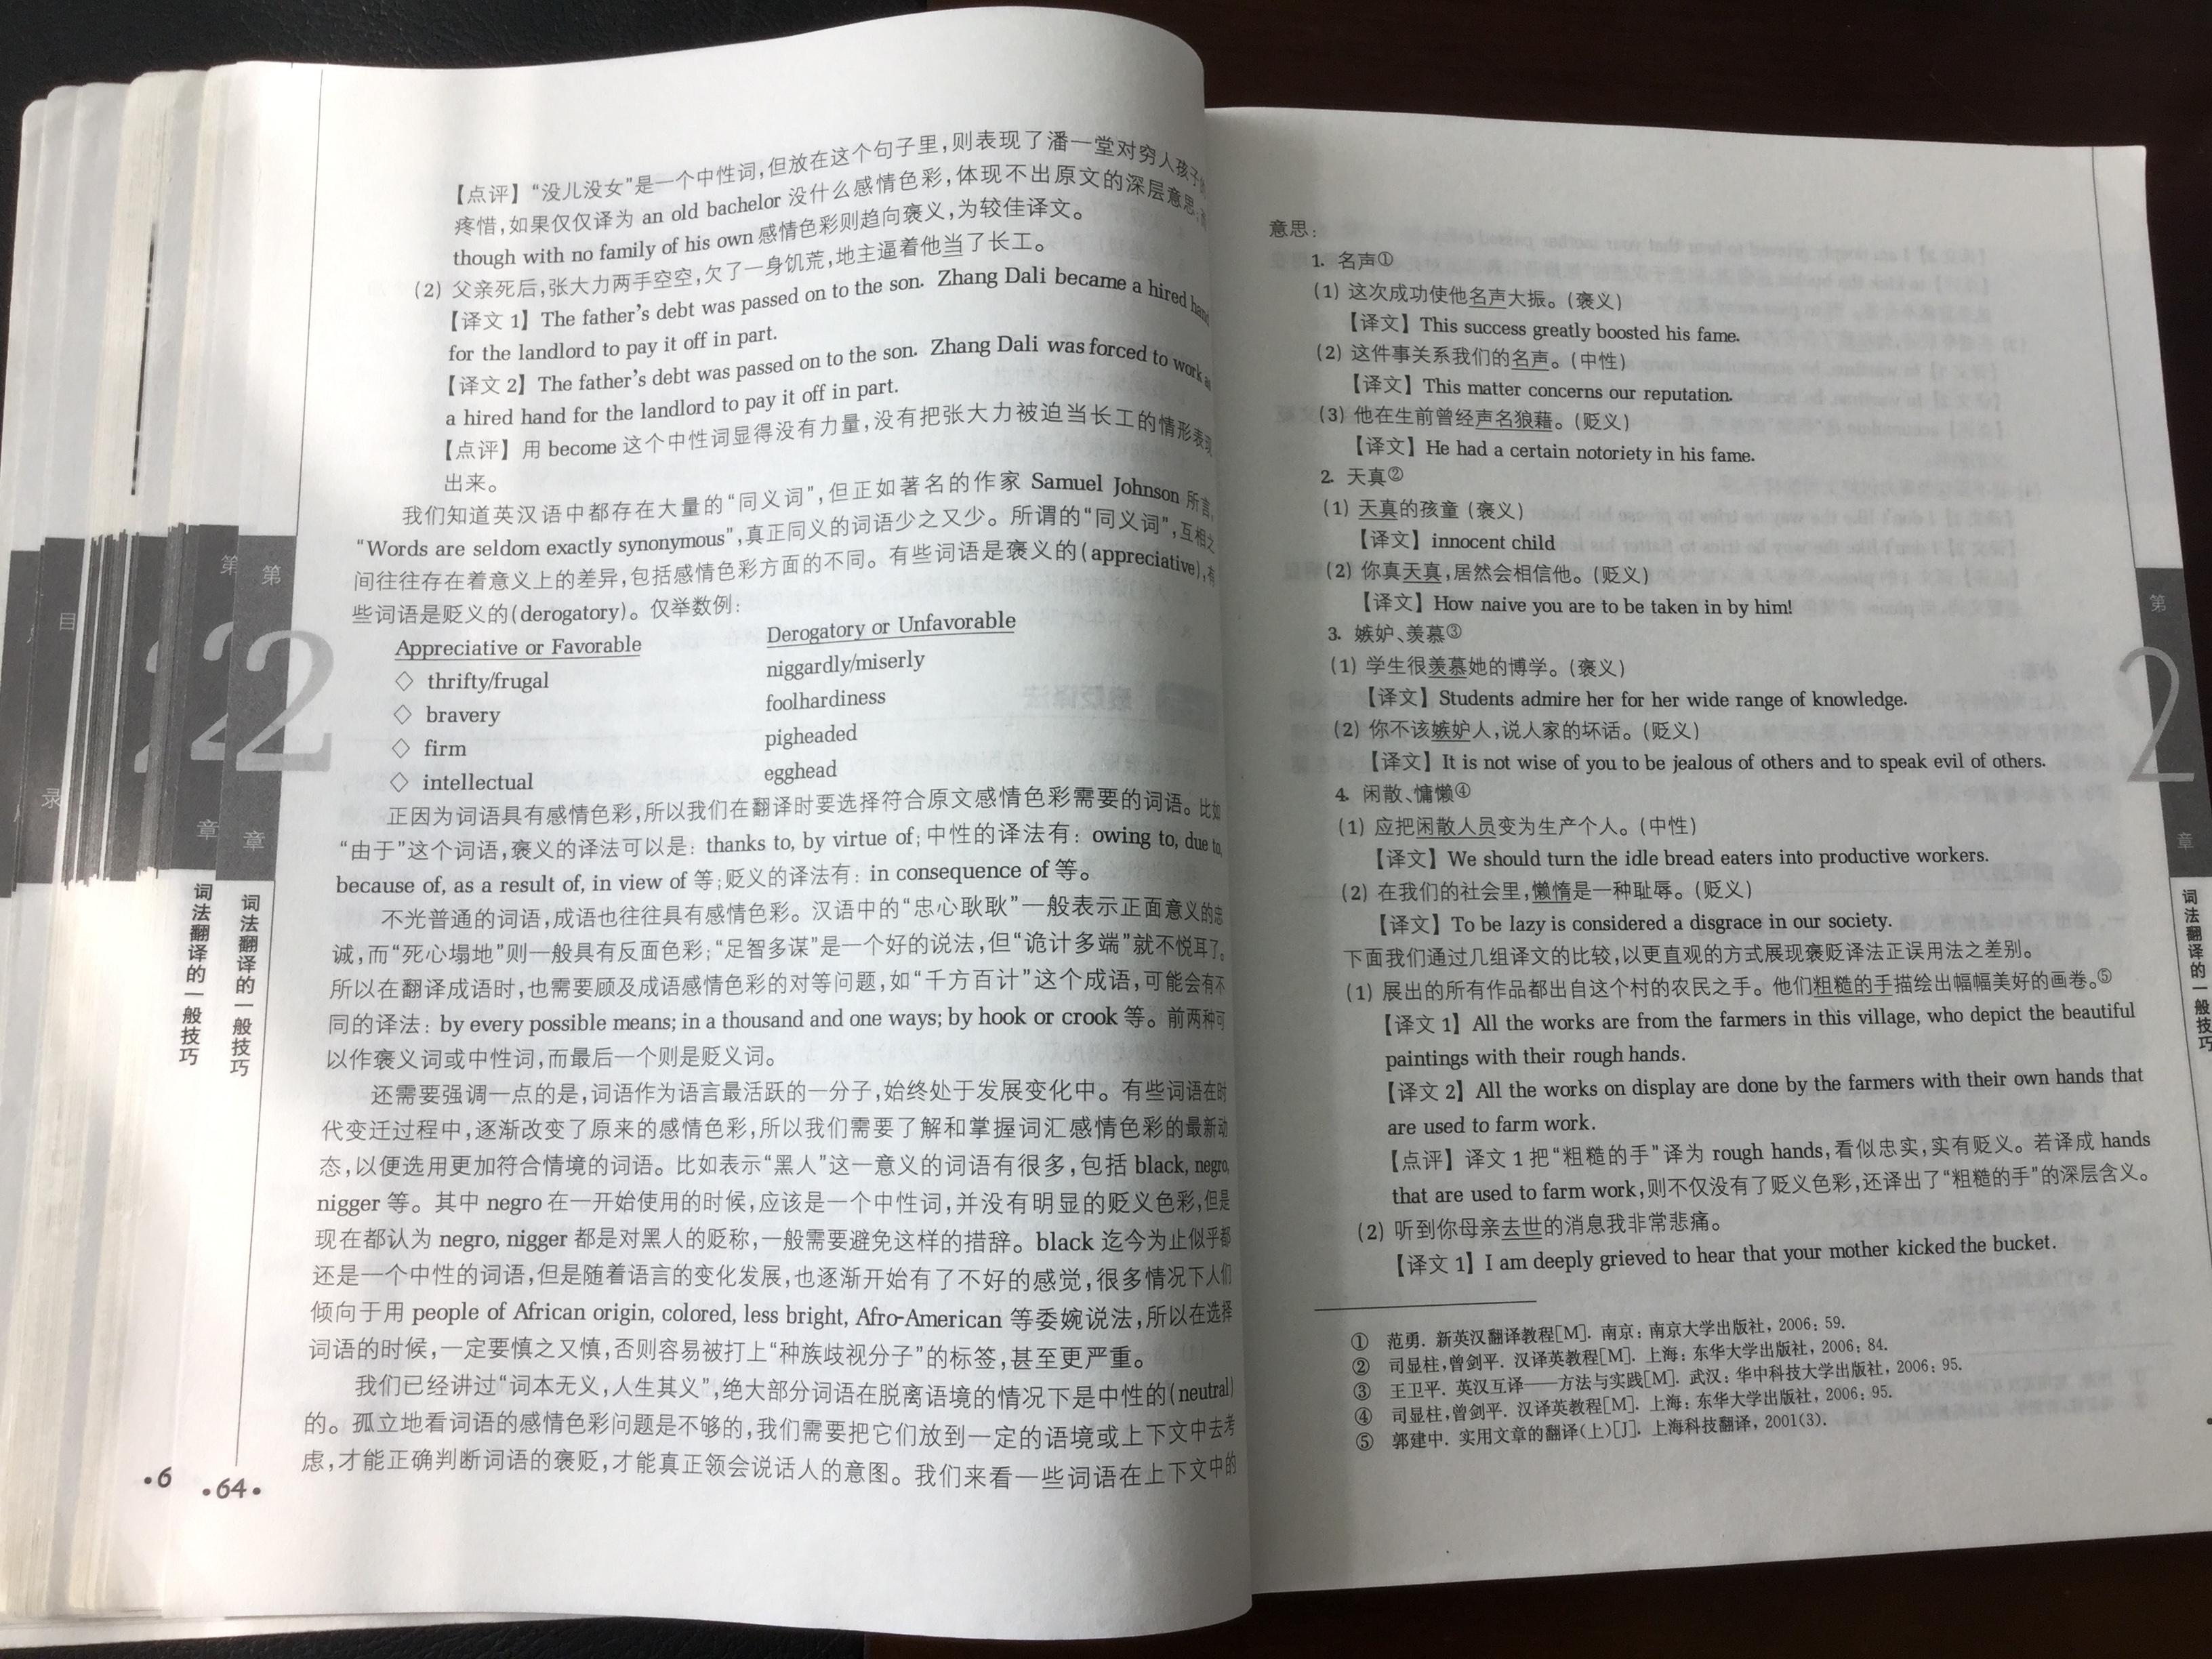 【点评】“没儿没女”是一个中性词,但放在这个句子里,则表现了潘一堂对穷人孩子的
疼惜,如果仅仅译为 an old bachelor 没什么感情色彩,体现不出原文的深层意思;
though with no family of his own 感情色彩则趋向褒义,为较佳译文。
(2) 父亲死后,张大力两手空空,欠了一身饥荒,地主逼着他当了长工。
【译文 1】The father's debt was passed on to the son. Zhang Dali became a hired hand
for the landlord to pay it off in part.
【译文 2】The father's debt was passed on to the son. Zhang Dali was forced to work as
a hired hand for the landlord to pay it off in part.
【点评】用 become 这个中性词显得没有力量,没有把张大力被迫当长工的情形表现
出来。
我们知道英汉语中都存在大量的“同义词”,但正如著名的作家 Samuel Johnson 所言,
“Words are seldom exactly synonymous”,真正同义的词语少之又少。所谓的“同义词”,互相之
间往往存在着意义上的差异,包括感情色彩方面的不同。有些词语是褒义的(appreciative),有
些词语是贬义的(derogatory)。仅举数例:
Appreciative or Favorable Derogatory or Unfavorable
◇ thrifty/frugal niggardly/miserly
◇ bravery foolhardiness
◇ firm pigheaded
◇ intellectual egghead
正因为词语具有感情色彩,所以我们在翻译时要选择符合原文感情色彩需要的词语。比如
“由于”这个词语,褒义的译法可以是: thanks to, by virtue of;中性的译法有: owing to, due to,
because of, as a result of, in view of 等;贬义的译法有: in consequence of 等。
不光普通的词语,成语也往往具有感情色彩。汉语中的“忠心耿耿”一般表示正面意义的忠
诚,而“死心塌地”则一般具有反面色彩;“足智多谋”是一个好的说法,但“诡计多端”就不悦耳了。
所以在翻译成语时,也需要顾及成语感情色彩的对等问题,如“千方百计”这个成语,可能会有不
同的译法: by every possible means; in a thousand and one ways; by hook or crook 等。前两种可
以作褒义词或中性词,而最后一个则是贬义词。
还需要强调一点的是,词语作为语言最活跃的一分子,始终处于发展变化中。有些词语在时
代变迁过程中,逐渐改变了原来的感情色彩,所以我们需要了解和掌握词汇感情色彩的最新动
态,以便选用更加符合情境的词语。比如表示“黑人”这一意义的词语有很多,包括 black, negro,
nigger 等。其中 negro 在一开始使用的时候,应该是一个中性词,并没有明显的贬义色彩,但是
现在都认为 negro, nigger 都是对黑人的贬称,一般需要避免这样的措辞。black 迄今为止似乎都
还是一个中性的词语,但是随着语言的变化发展,也逐渐开始有了不好的感觉,很多情况下人们
倾向于用 people of African origin, colored, less bright, Afro-American 等委婉说法,所以在选择
词语的时候,一定要慎之又慎,否则容易被打上“种族歧视分子”的标签,甚至更严重。
我们已经讲过“词本无义,人生其义”,绝大部分词语在脱离语境的情况下是中性的(neutral)
的。孤立地看词语的感情色彩问题是不够的,我们需要把它们放到一定的语境或上下文中去考
虑,才能正确判断词语的褒贬,才能真正领会说话人的意图。我们来看一些词语在上下文中的
•64•
第 2 章
词法翻译的一般技巧
第
章
词法翻译的一般技巧
•6
目
录
意思:
1. 名声①
(1) 这次成功使他名声大振。(褒义)
【译文】This success greatly boosted his fame.
(2) 这件事关系我们的名声。(中性)
【译文】This matter concerns our reputation.
(3) 他在生前曾经声名狼藉。(贬义)
【译文】He had a certain notoriety in his fame.
2. 天真②
(1) 天真的孩童 (褒义)
【译文】innocent child
(2) 你真天真,居然会相信他。(贬义)
【译文】How naive you are to be taken in by him!
3. 嫉妒、羡慕③
(1) 学生很羡慕她的博学。(褒义)
【译文】Students admire her for her wide range of knowledge.
(2) 你不该嫉妒人,说人家的坏话。(贬义)
【译文】It is not wise of you to be jealous of others and to speak evil of others.
4. 闲散、慵懒④
(1) 应把闲散人员变为生产个人。(中性)
【译文】We should turn the idle bread eaters into productive workers.
(2) 在我们的社会里,懒惰是一种耻辱。(贬义)
【译文】To be lazy is considered a disgrace in our society.
下面我们通过几组译文的比较,以更直观的方式展现褒贬译法正误用法之差别。
(1) 展出的所有作品都出自这个村的农民之手。他们粗糙的手描绘出幅幅美好的画卷。⑤
【译文 1】All the works are from the farmers in this village, who depict the beautiful
paintings with their rough hands.
【译文 2】All the works on display are done by the farmers with their own hands that
are used to farm work.
【点评】译文 1 把“粗糙的手”译为 rough hands,看似忠实,实有贬义。若译成 hands
that are used to farm work,则不仅没有了贬义色彩,还译出了“粗糙的手”的深层含义。
(2) 听到你母亲去世的消息我非常悲痛。
【译文 1】I am deeply grieved to hear that your mother kicked the bucket.
① 范勇. 新英汉翻译教程[M]. 南京: 南京大学出版社, 2006: 59.
② 司显柱,曾剑平. 汉译英教程[M]. 上海: 东华大学出版社, 2006: 84.
③ 王卫平. 英汉互译——方法与实践[M]. 武汉: 华中科技大学出版社, 2006: 95.
④ 司显柱,曾剑平. 汉译英教程[M]. 上海: 东华大学出版社, 2006: 95.
⑤ 郭建中. 实用文章的翻译(上)[J]. 上海科技翻译, 2001(3).
第 2 章
词法翻译的一般技巧